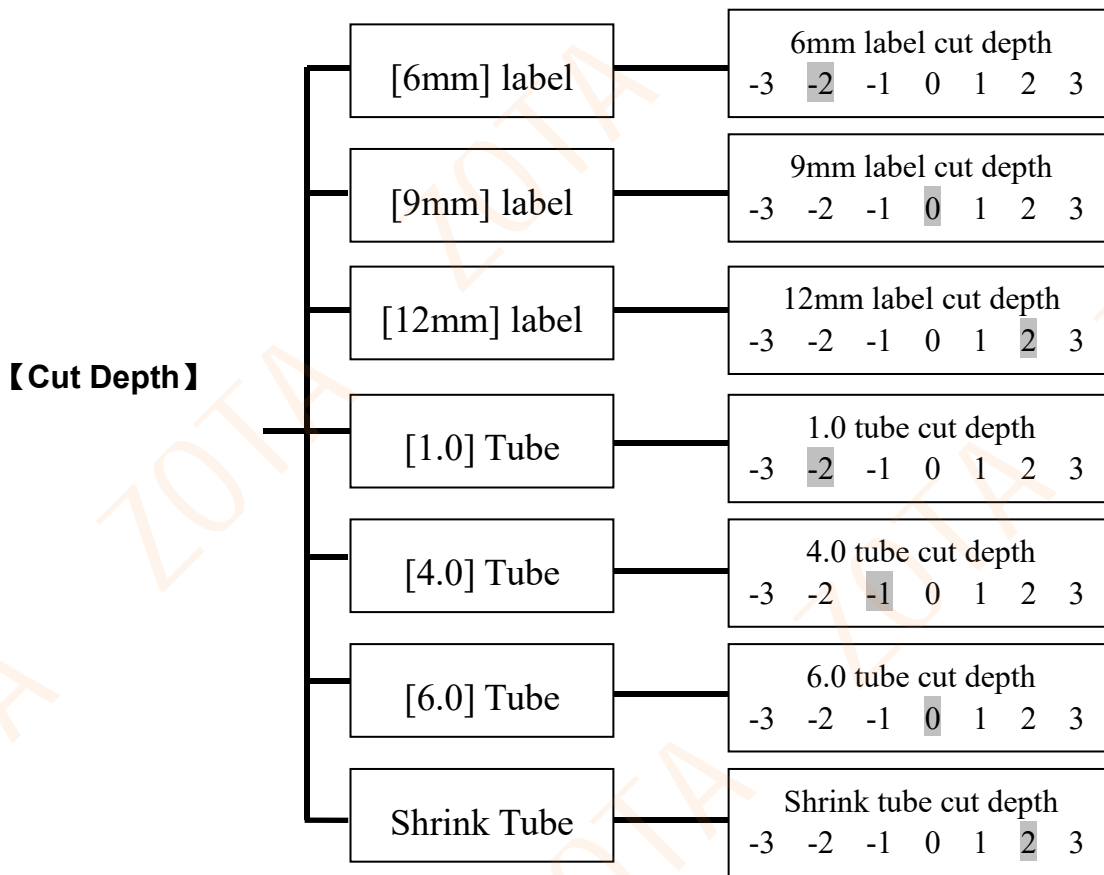 [6mm] label
6mm label cut depth
-3 -2 -1 0 1 2 3
[9mm] label
9mm label cut depth
-3 -2 -1 0 1 2 3
[12mm] label
12mm label cut depth
-3 -2 -1 0 1 2 3
【Cut Depth】
[1.0] Tube
1.0 tube cut depth
-3 -2 -1 0 1 2 3
[4.0] Tube
4.0 tube cut depth
-3 -2 -1 0 1 2 3
[6.0] Tube
6.0 tube cut depth
-3 -2 -1 0 1 2 3
Shrink Tube
Shrink tube cut depth
-3 -2 -1 0 1 2 3
ZOTA
ZOTA
ZOTA
ZOTA